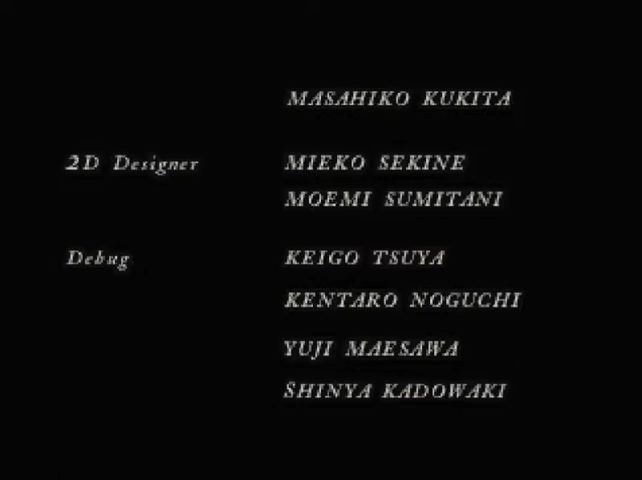 MASAHIKO KUKITA
2D Designer MIEKO SEKINE
MOEMI SUMITANI
Debug KEIGO TSUYA
KENTARO NOGUCHI
YUJI MAESAWA
SHINYA KADOWAKI